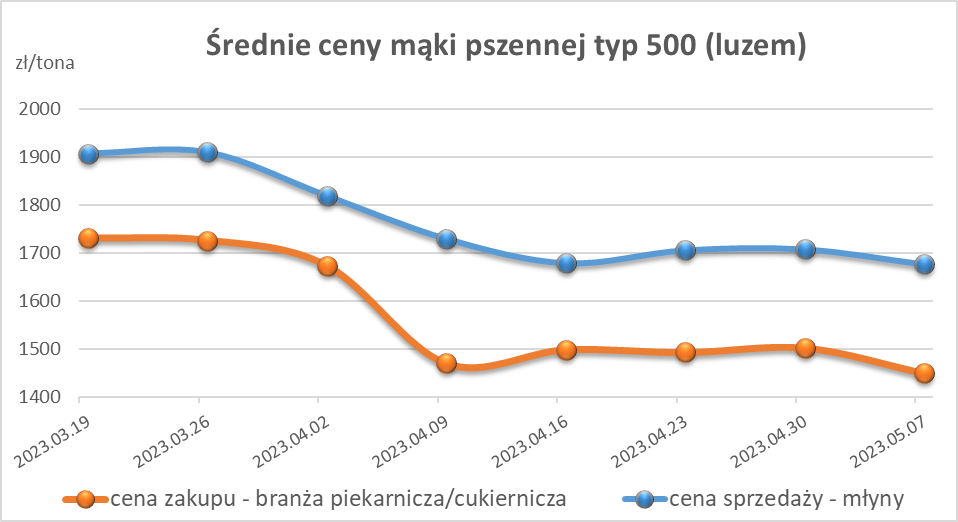 Średnie ceny mąki pszennej typ 500 (luzem)
zł/tona
2000
1900
1800
1700
1600
1500
1400
2023.03.19 2023.03.26 2023.04.02 2023.04.09 2023.04.16 2023.04.23 2023.04.30 2023.05.07
cena zakupu - branża piekarnicza/cukiernicza cena sprzedaży - młyny